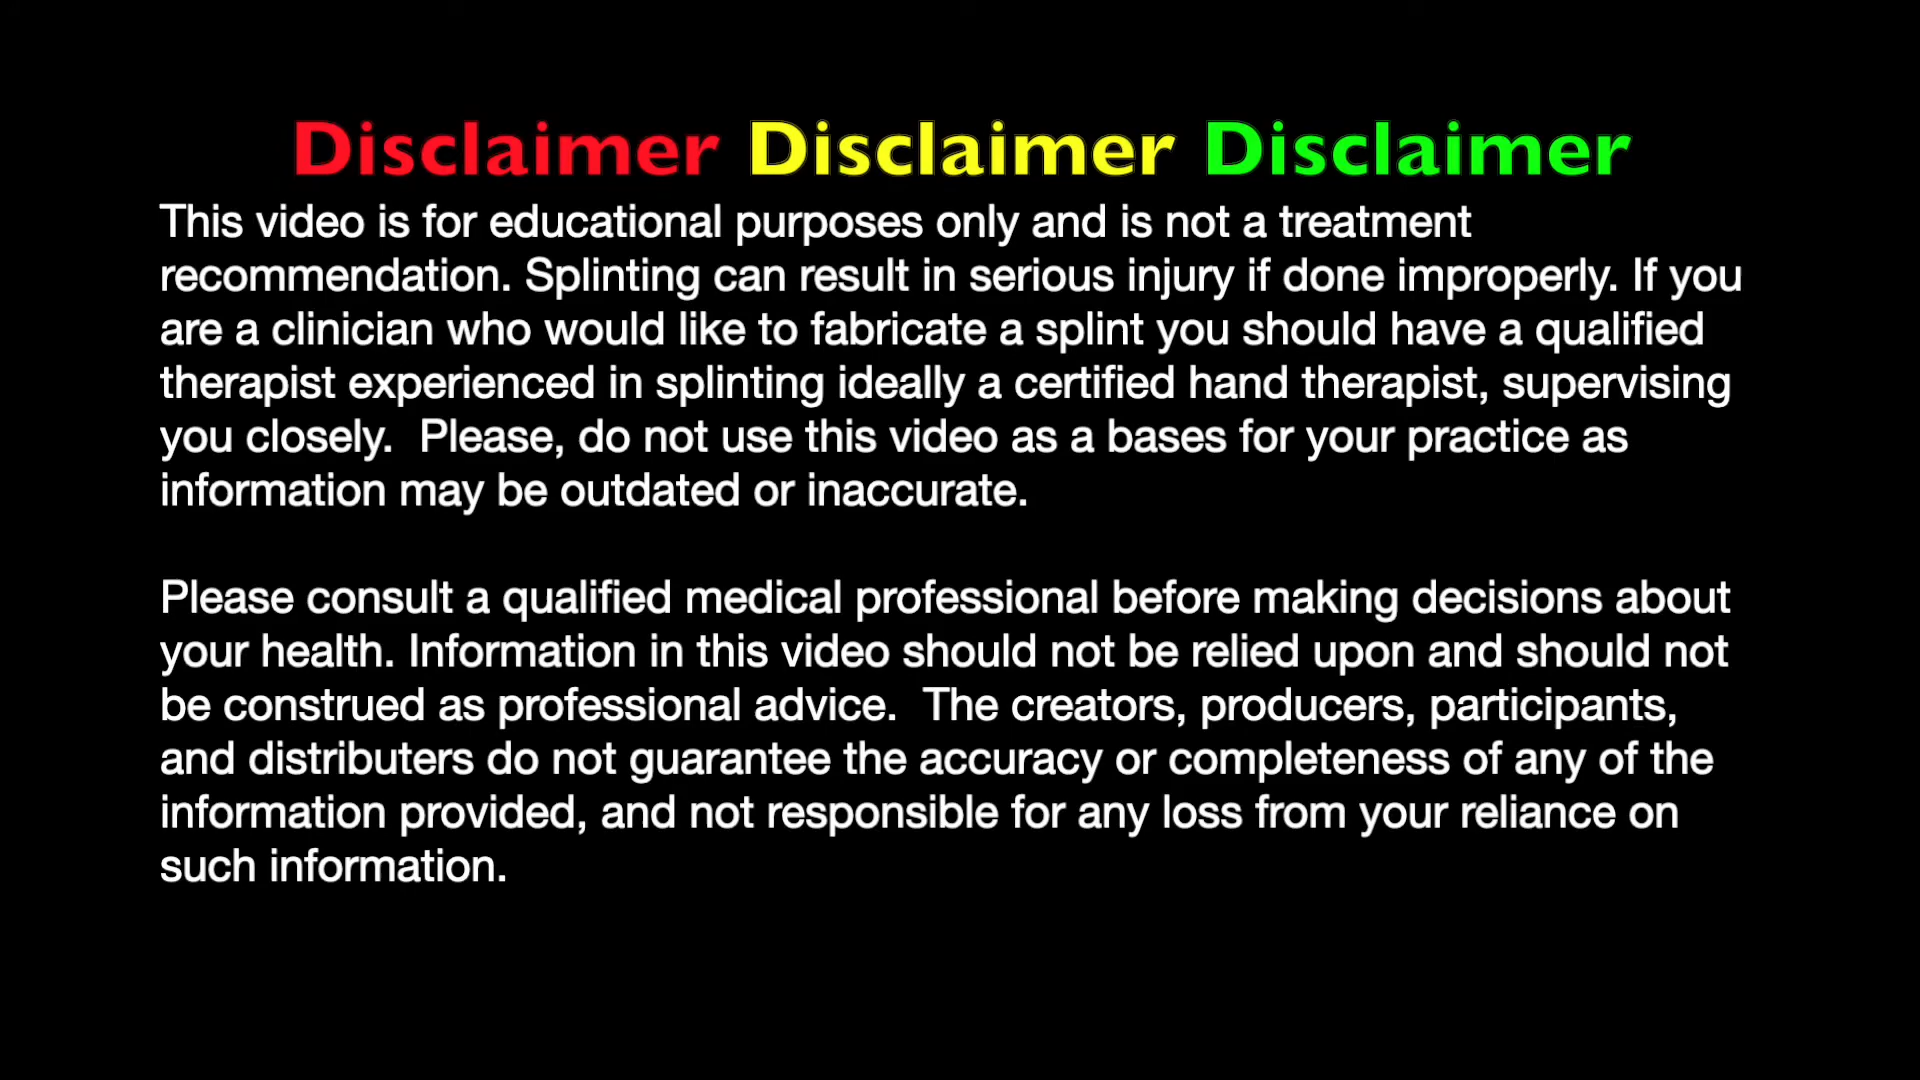 Disclaimer Disclaimer Disclaimer
This video is for educational purposes only and is not a treatment
recommendation. Splinting can result in serious injury if done improperly. If you
are a clinician who would like to fabricate a splint you should have a qualified
therapist experienced in splinting ideally a certified hand therapist, supervising
you closely.  Please, do not use this video as a bases for your practice as
information may be outdated or inaccurate.
Please consult a qualified medical professional before making decisions about
your health. Information in this video should not be relied upon and should not
be construed as professional advice.  The creators, producers, participants,
and distributers do not guarantee the accuracy or completeness of any of the
information provided, and not responsible for any loss from your reliance on
such information.